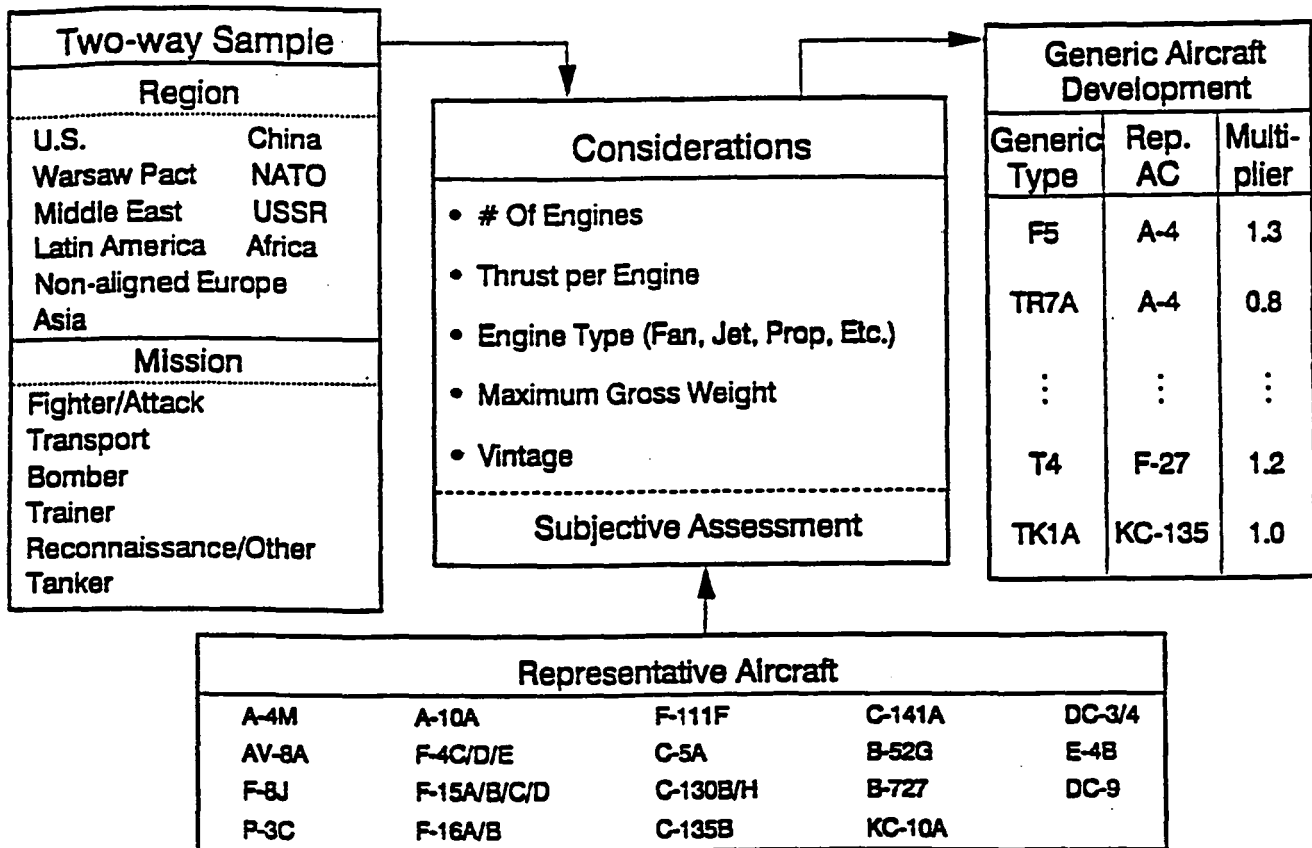 Two-way Sample
Region
U.S. China
Warsaw Pact NATO
Middle East USSR
Latin America Africa
Non-aligned Europe
Asia
Mission
Fighter/Attack
Transport
Bomber
Trainer
Reconnaissance/Other
Tanker
Considerations
• # Of Engines
• Thrust per Engine
• Engine Type (Fan, Jet, Prop, Etc.)
• Maximum Gross Weight
• Vintage
Subjective Assessment
Generic Aircraft
Development
Generic Rep. Multi-
Type AC plier
F5 A-4 1.3
TR7A A-4 0.8
⋮ ⋮ ⋮
T4 F-27 1.2
TK1A KC-135 1.0
Representative Aircraft
A-4M A-10A F-111F C-141A DC-3/4
AV-8A F-4C/D/E C-5A B-52G E-4B
F-8J F-15A/B/C/D C-130B/H B-727 DC-9
P-3C F-16A/B C-135B KC-10A